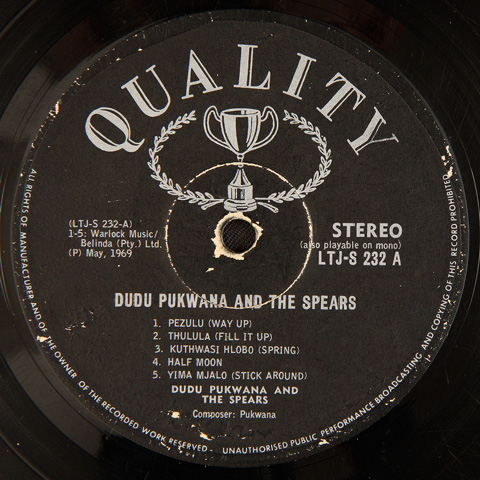 QUALITY
(LTJ-S 232-A)
1-5: Warlock Music/
Belinda (Pty.) Ltd.
(P) May, 1969
STEREO
(also playable on mono)
LTJ-S 232 A
DUDU PUKWANA AND THE SPEARS
1. PEZULU (WAY UP)
2. THULULA (FILL IT UP)
3. KUTHWASI HLOBO (SPRING)
4. HALF MOON
5. YIMA MJALO (STICK AROUND)
DUDU PUKWANA AND
THE SPEARS
Composer: Pukwana
ALL RIGHTS OF MANUFACTURER AND OF THE OWNER OF THE RECORDED WORK RESERVED - UNAUTHORISED PUBLIC PERFORMANCE BROADCASTING AND COPYING OF THIS RECORD PROHIBITED